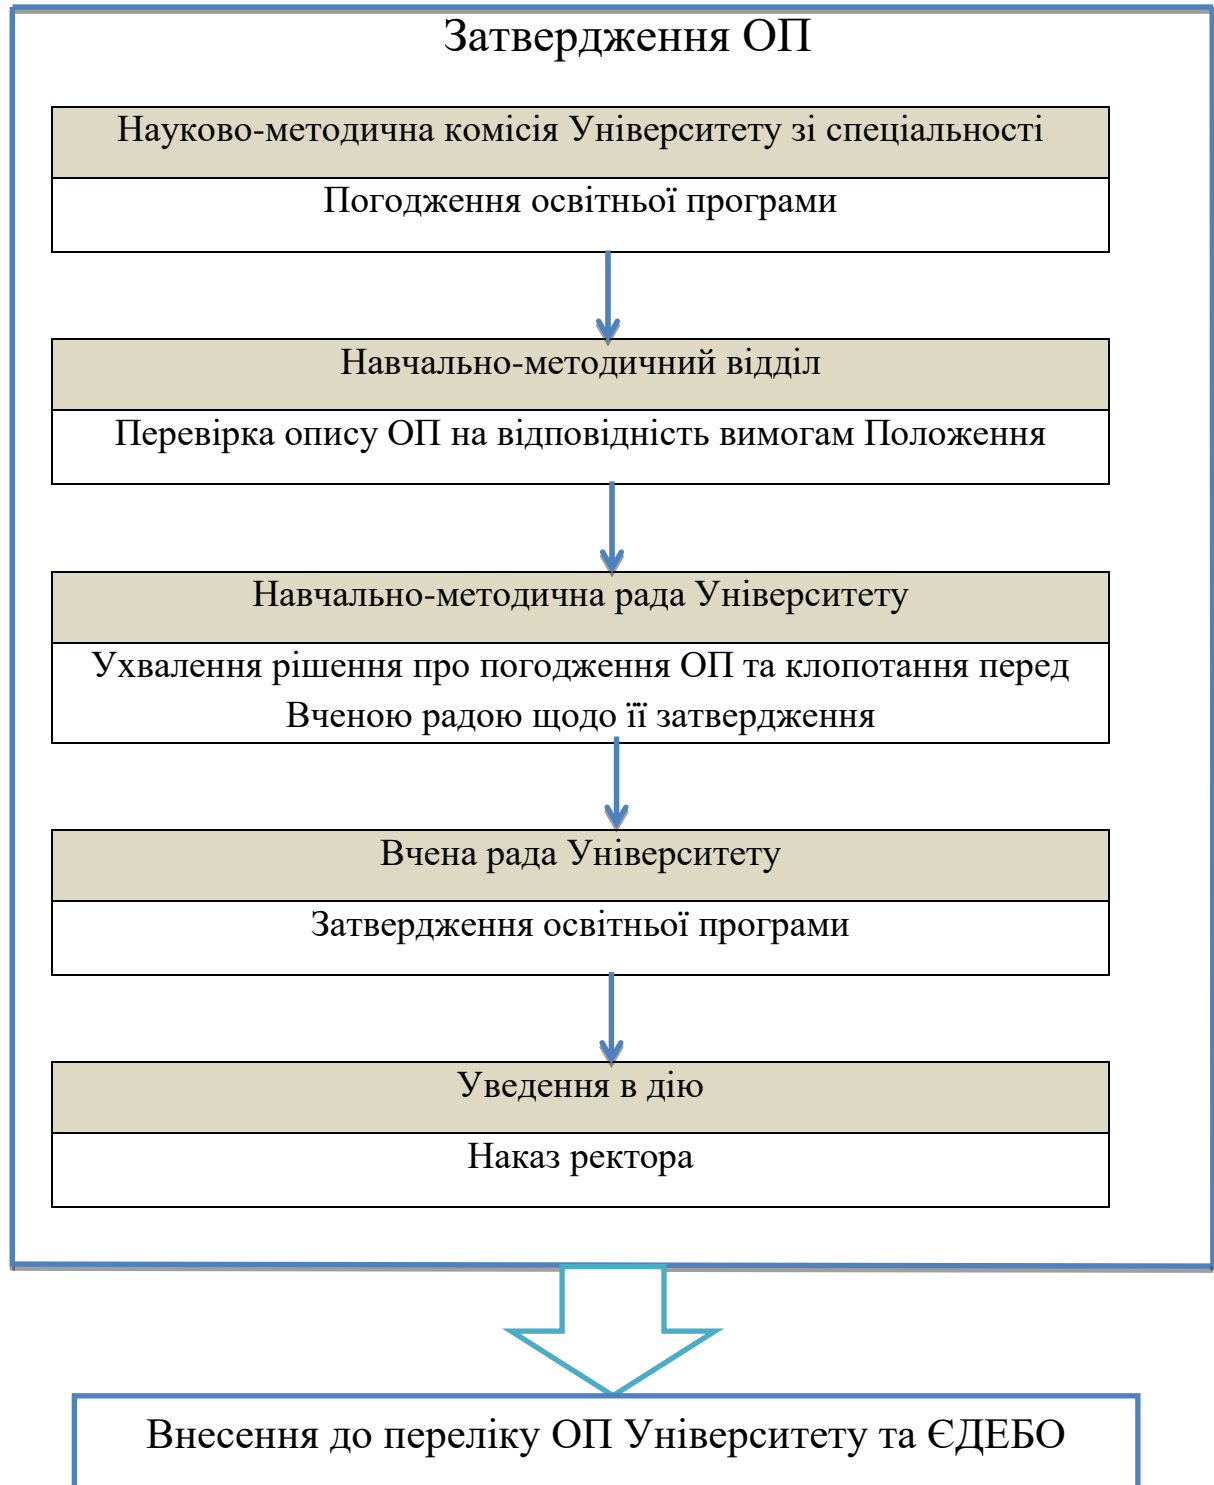 Затвердження ОП
Науково-методична комісія Університету зі спеціальності
Погодження освітньої програми
Навчально-методичний відділ
Перевірка опису ОП на відповідність вимогам Положення
Навчально-методична рада Університету
Ухвалення рішення про погодження ОП та клопотання перед
Вченою радою щодо її затвердження
Вчена рада Університету
Затвердження освітньої програми
Уведення в дію
Наказ ректора
Внесення до переліку ОП Університету та ЄДЕБО